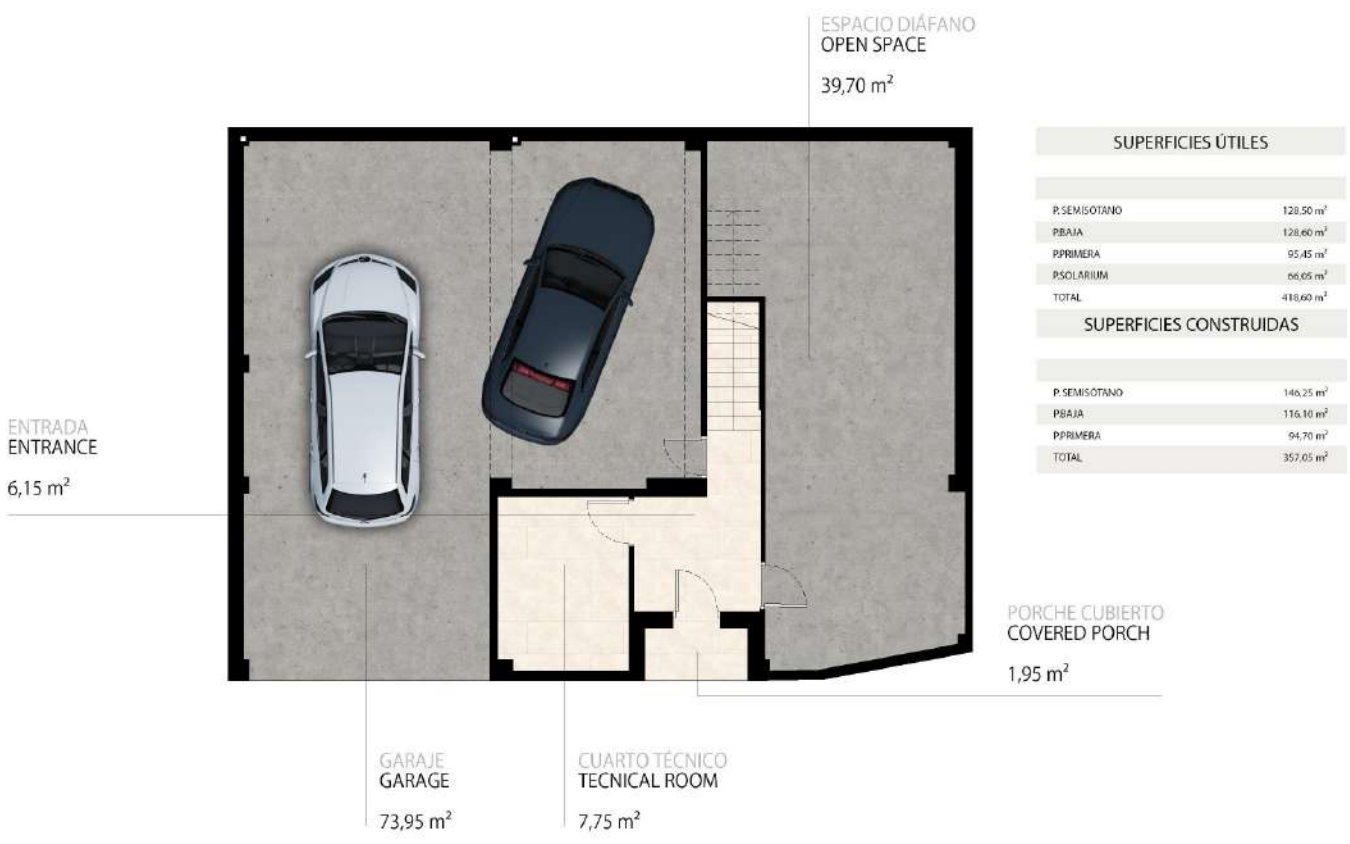 ESPACIO DIÁFANO
OPEN SPACE
39,70 m²
SUPERFICIES ÚTILES
P. SEMISÓTANO 128,50 m²
P.BAJA 128,60 m²
P.PRIMERA 95,45 m²
P.SOLARIUM 66,05 m²
TOTAL 418,60 m²
SUPERFICIES CONSTRUIDAS
P. SEMISÓTANO 146,25 m²
P.BAJA 116,10 m²
P.PRIMERA 94,70 m²
TOTAL 357,05 m²
ENTRADA
ENTRANCE
6,15 m²
PORCHE CUBIERTO
COVERED PORCH
1,95 m²
GARAJE
GARAGE
73,95 m²
CUARTO TÉCNICO
TECNICAL ROOM
7,75 m²